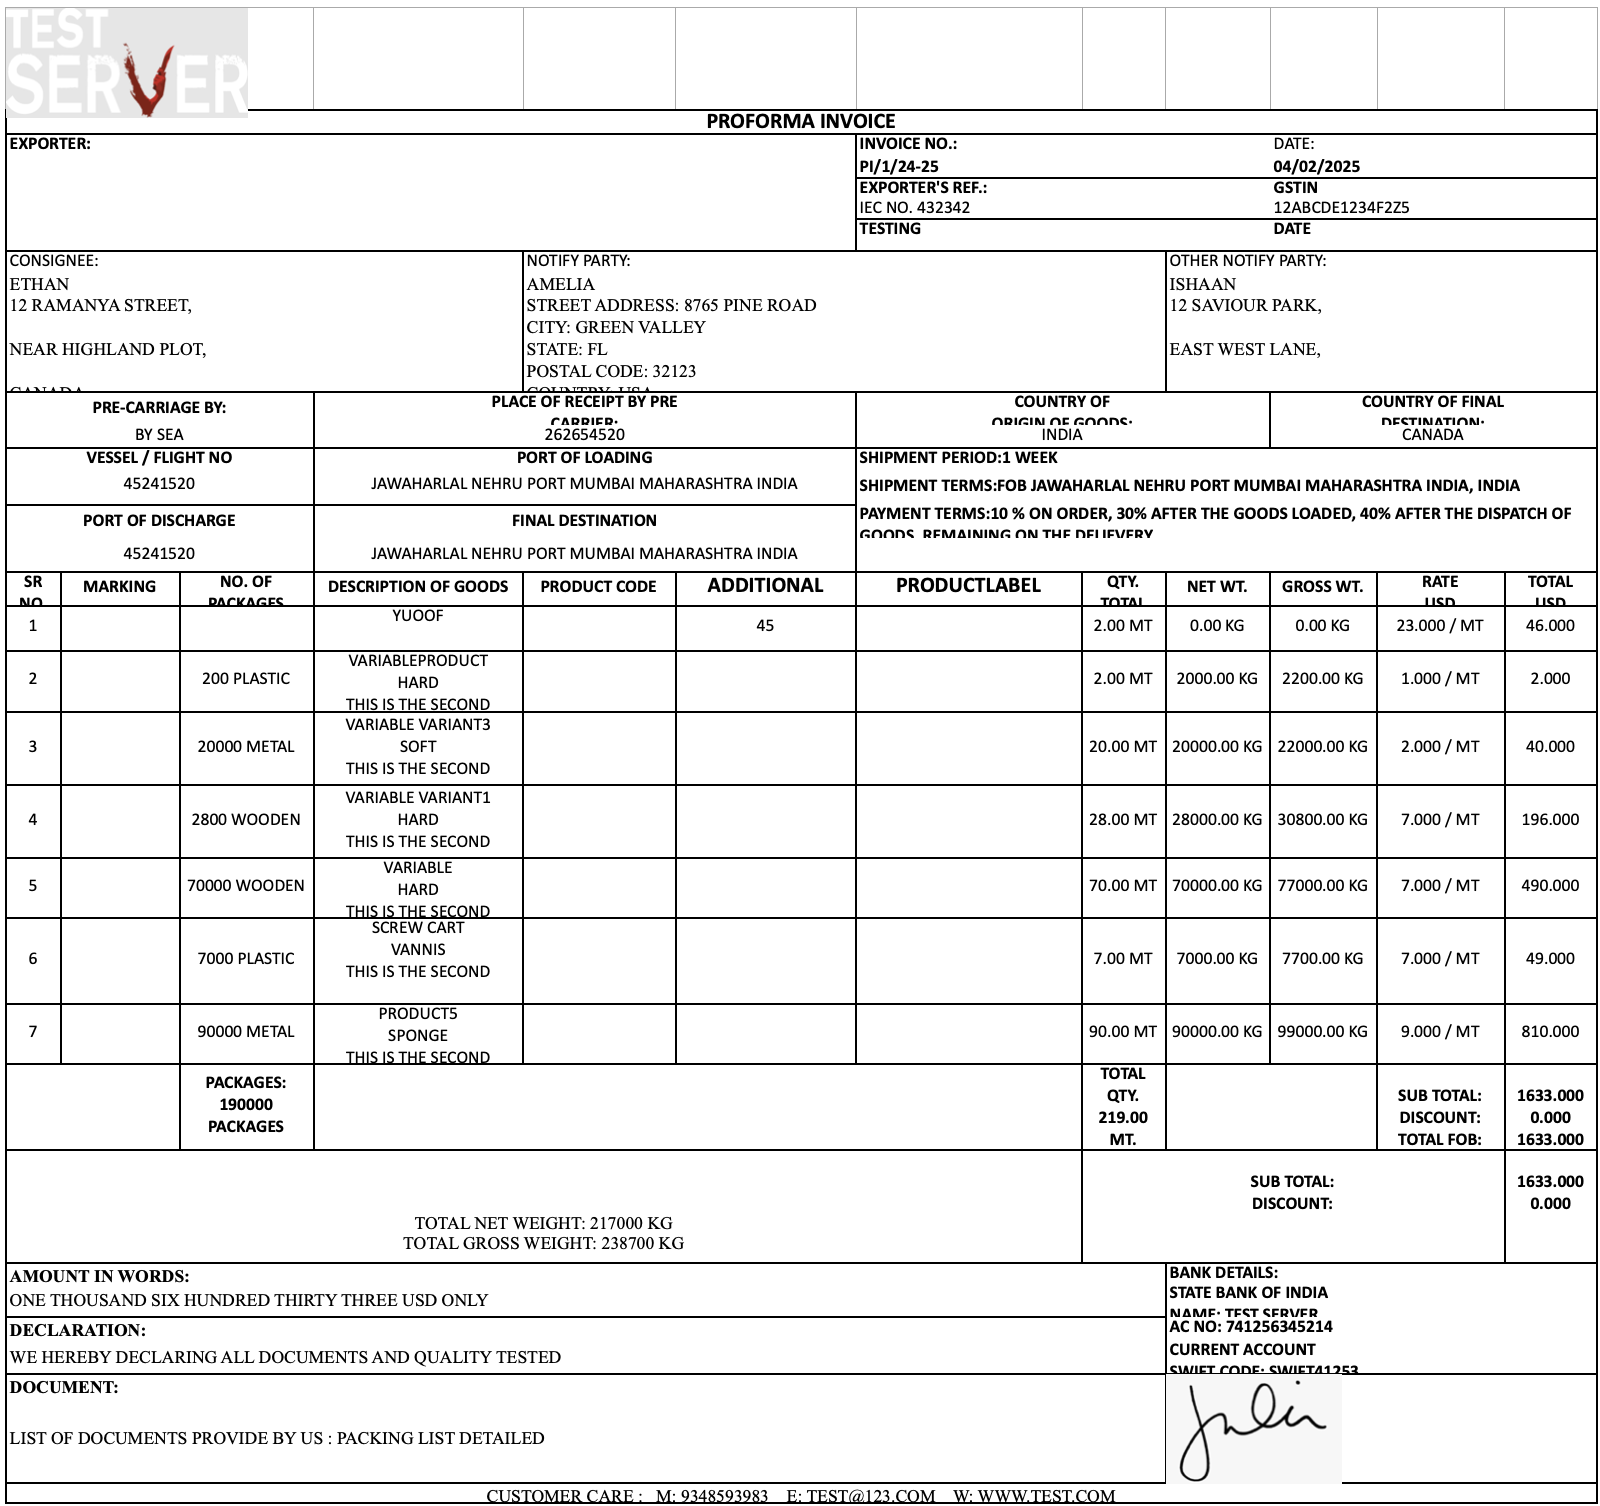 TEST
SERVER
PROFORMA INVOICE
EXPORTER:
INVOICE NO.: DATE:
PI/1/24-25 04/02/2025
EXPORTER'S REF.: GSTIN
IEC NO. 432342 12ABCDE1234F2Z5
TESTING DATE
CONSIGNEE:
ETHAN
12 RAMANYA STREET,
NEAR HIGHLAND PLOT,
CANADA
NOTIFY PARTY:
AMELIA
STREET ADDRESS: 8765 PINE ROAD
CITY: GREEN VALLEY
STATE: FL
POSTAL CODE: 32123
COUNTRY: USA
OTHER NOTIFY PARTY:
ISHAAN
12 SAVIOUR PARK,
EAST WEST LANE,
PRE-CARRIAGE BY:
BY SEA
PLACE OF RECEIPT BY PRE
CARRIER:
262654520
COUNTRY OF
ORIGIN OF GOODS:
INDIA
COUNTRY OF FINAL
DESTINATION:
CANADA
VESSEL / FLIGHT NO
45241520
PORT OF LOADING
JAWAHARLAL NEHRU PORT MUMBAI MAHARASHTRA INDIA
PORT OF DISCHARGE
45241520
FINAL DESTINATION
JAWAHARLAL NEHRU PORT MUMBAI MAHARASHTRA INDIA
SHIPMENT PERIOD:1 WEEK
SHIPMENT TERMS:FOB JAWAHARLAL NEHRU PORT MUMBAI MAHARASHTRA INDIA, INDIA
PAYMENT TERMS:10 % ON ORDER, 30% AFTER THE GOODS LOADED, 40% AFTER THE DISPATCH OF
GOODS, REMAINING ON THE DELIEVERY
SR
NO
MARKING
NO. OF
PACKAGES
DESCRIPTION OF GOODS
PRODUCT CODE
ADDITIONAL
PRODUCTLABEL
QTY.
TOTAL
NET WT.
GROSS WT.
RATE
USD
TOTAL
USD
1
YUOOF
45
2.00 MT 0.00 KG 0.00 KG 23.000 / MT 46.000
2
200 PLASTIC
VARIABLEPRODUCT
HARD
THIS IS THE SECOND
2.00 MT 2000.00 KG 2200.00 KG 1.000 / MT 2.000
3
20000 METAL
VARIABLE VARIANT3
SOFT
THIS IS THE SECOND
20.00 MT 20000.00 KG 22000.00 KG 2.000 / MT 40.000
4
2800 WOODEN
VARIABLE VARIANT1
HARD
THIS IS THE SECOND
28.00 MT 28000.00 KG 30800.00 KG 7.000 / MT 196.000
5
70000 WOODEN
VARIABLE
HARD
THIS IS THE SECOND
70.00 MT 70000.00 KG 77000.00 KG 7.000 / MT 490.000
6
7000 PLASTIC
SCREW CART
VANNIS
THIS IS THE SECOND
7.00 MT 7000.00 KG 7700.00 KG 7.000 / MT 49.000
7
90000 METAL
PRODUCT5
SPONGE
THIS IS THE SECOND
90.00 MT 90000.00 KG 99000.00 KG 9.000 / MT 810.000
PACKAGES:
190000
PACKAGES
TOTAL
QTY.
219.00
MT.
SUB TOTAL: 1633.000
DISCOUNT: 0.000
TOTAL FOB: 1633.000
TOTAL NET WEIGHT: 217000 KG
TOTAL GROSS WEIGHT: 238700 KG
SUB TOTAL: 1633.000
DISCOUNT: 0.000
AMOUNT IN WORDS:
ONE THOUSAND SIX HUNDRED THIRTY THREE USD ONLY
DECLARATION:
WE HEREBY DECLARING ALL DOCUMENTS AND QUALITY TESTED
BANK DETAILS:
STATE BANK OF INDIA
NAME: TEST SERVER
AC NO: 741256345214
CURRENT ACCOUNT
SWIFT CODE: SWIFT41253
DOCUMENT:
LIST OF DOCUMENTS PROVIDE BY US : PACKING LIST DETAILED
CUSTOMER CARE : M: 9348593983 E: TEST@123.COM W: WWW.TEST.COM